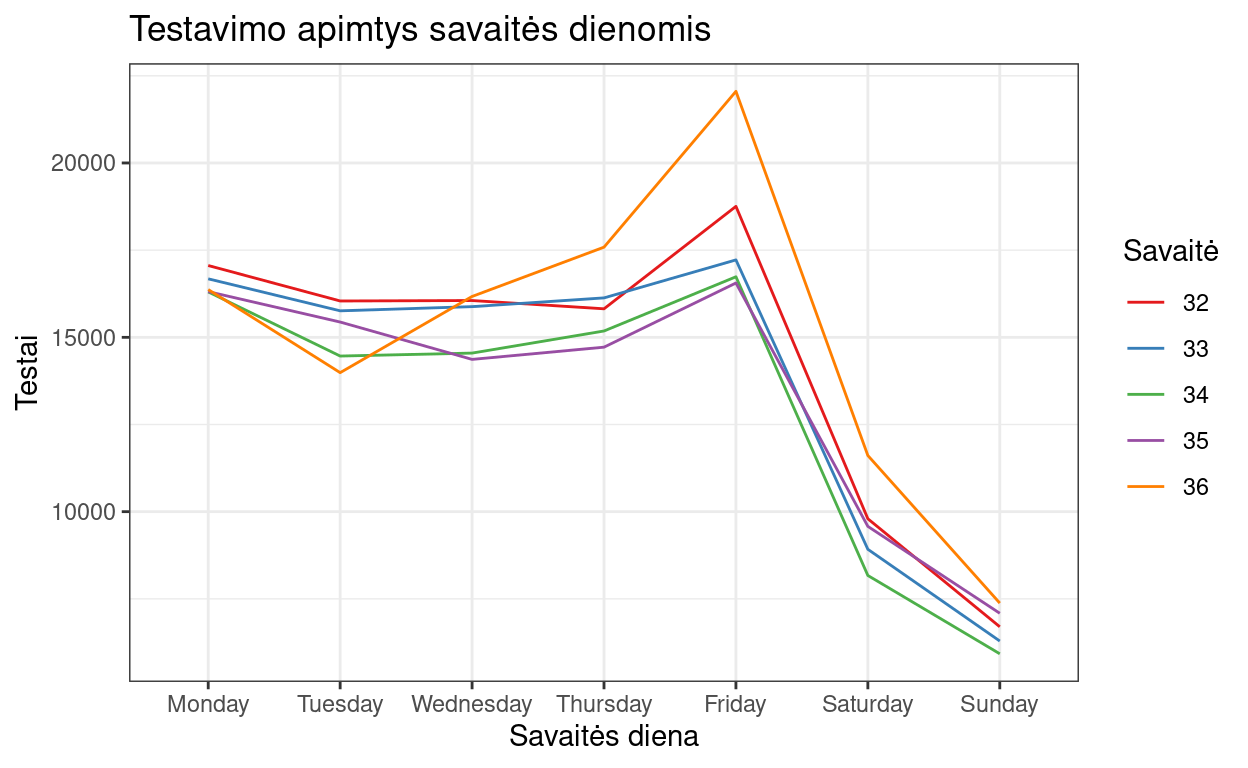 Testavimo apimtys savaitės dienomis
Testai
20000
15000
10000
Monday Tuesday Wednesday Thursday Friday Saturday Sunday
Savaitės diena
Savaitė
32
33
34
35
36